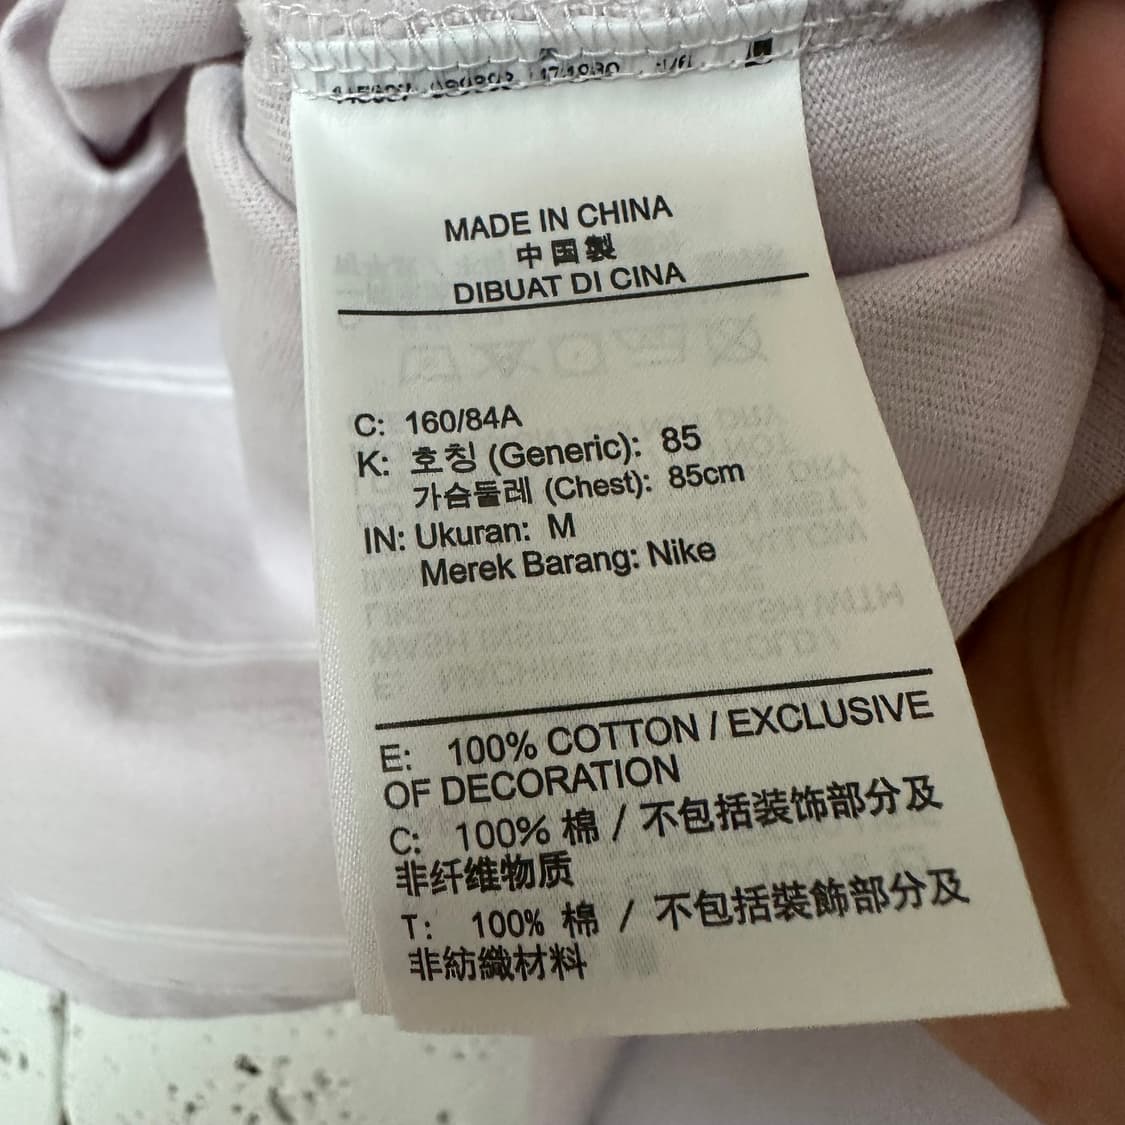 MADE IN CHINA
中国製
DIBUAT DI CINA
C: 160/84A
K: 호칭 (Generic): 85
가슴둘레 (Chest): 85cm
IN: Ukuran: M
Merek Barang: Nike
E: 100% COTTON / EXCLUSIVE
OF DECORATION
C: 100% 棉 / 不包括装饰部分及
非纤维物质
T: 100% 棉 / 不包括裝飾部分及
非紡織材料